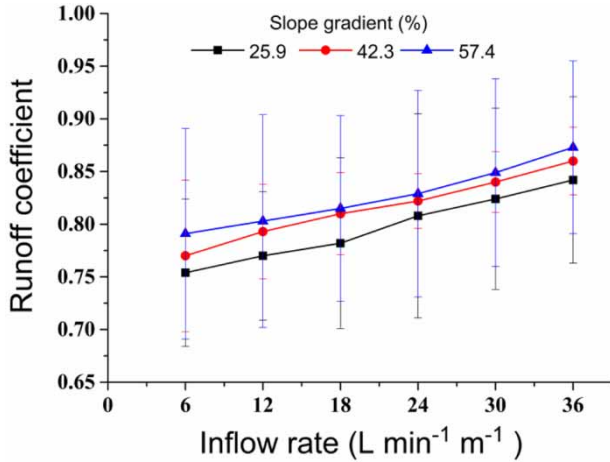 Slope gradient (%)
25.9 42.3 57.4
1.00
0.95
0.90
0.85
0.80
0.75
0.70
0.65
Runoff coefficient
0 6 12 18 24 30 36
Inflow rate (L min⁻¹ m⁻¹ )